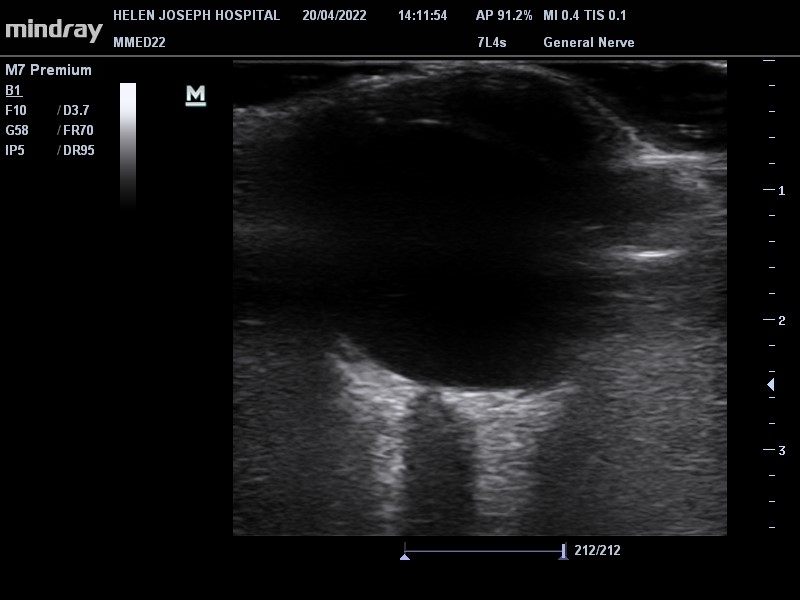 mindray HELEN JOSEPH HOSPITAL 20/04/2022 14:11:54 AP 91.2% MI 0.4 TIS 0.1
MMED22 7L4s General Nerve
M7 Premium
B1
F10 / D3.7
G58 / FR70
IP5 / DR95
M
1
2
3
212/212